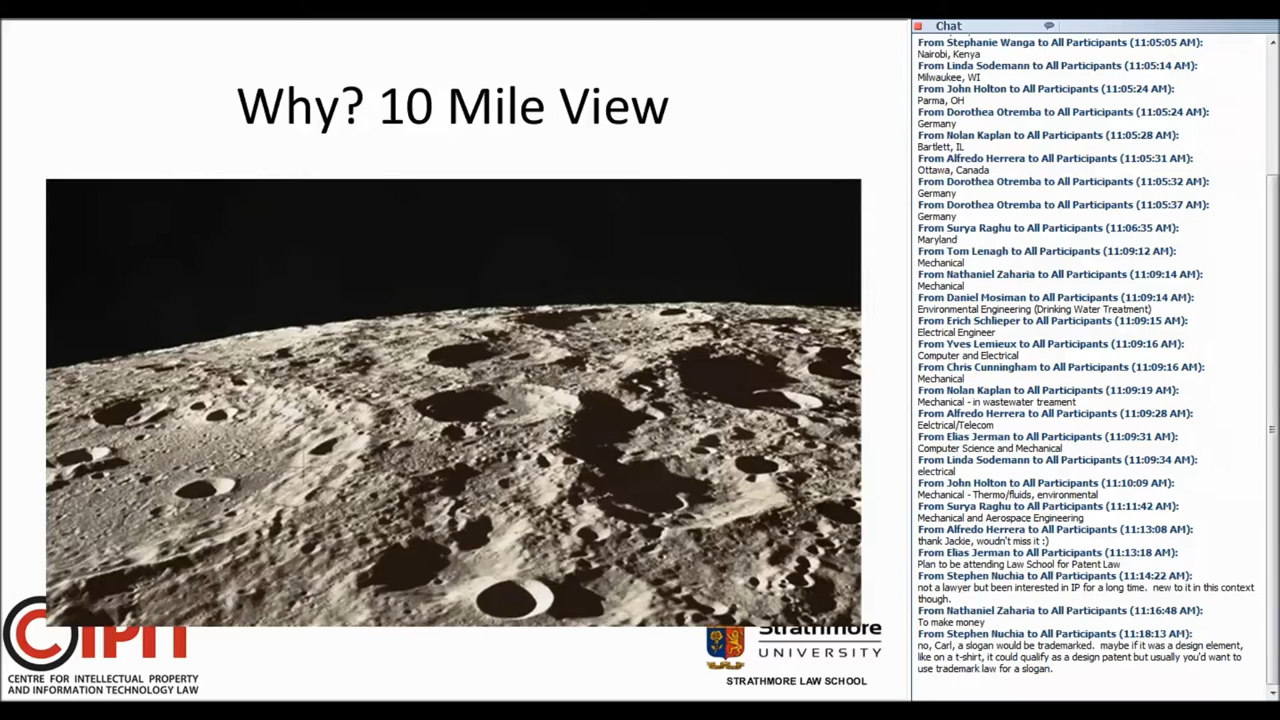 Why? 10 Mile View
CIPIT
CENTRE FOR INTELLECTUAL PROPERTY
AND INFORMATION TECHNOLOGY LAW
Strathmore
UNIVERSITY
STRATHMORE LAW SCHOOL
Chat
From Stephanie Wanga to All Participants (11:05:05 AM):
Nairobi, Kenya
From Linda Sodemann to All Participants (11:05:14 AM):
Milwaukee, WI
From John Holton to All Participants (11:05:24 AM):
Parma, OH
From Dorothea Otremba to All Participants (11:05:24 AM):
Germany
From Nolan Kaplan to All Participants (11:05:28 AM):
Bartlett, IL
From Alfredo Herrera to All Participants (11:05:31 AM):
Ottawa, Canada
From Dorothea Otremba to All Participants (11:05:32 AM):
Germany
From Dorothea Otremba to All Participants (11:05:37 AM):
Germany
From Surya Raghu to All Participants (11:06:35 AM):
Maryland
From Tom Lenagh to All Participants (11:09:12 AM):
Mechanical
From Nathaniel Zaharia to All Participants (11:09:14 AM):
Mechanical
From Daniel Mosiman to All Participants (11:09:14 AM):
Environmental Engineering (Drinking Water Treatment)
From Erich Schlieper to All Participants (11:09:15 AM):
Electrical Engineer
From Yves Lemieux to All Participants (11:09:16 AM):
Computer and Electrical
From Chris Cunningham to All Participants (11:09:16 AM):
Mechanical
From Nolan Kaplan to All Participants (11:09:19 AM):
Mechanical - in wastewater treament
From Alfredo Herrera to All Participants (11:09:28 AM):
Eelctrical/Telecom
From Elias Jerman to All Participants (11:09:31 AM):
Computer Science and Mechanical
From Linda Sodemann to All Participants (11:09:34 AM):
electrical
From John Holton to All Participants (11:10:09 AM):
Mechanical - Thermo/fluids, environmental
From Surya Raghu to All Participants (11:11:42 AM):
Mechanical and Aerospace Engineering
From Alfredo Herrera to All Participants (11:13:08 AM):
thank Jackie, woudn't miss it :)
From Elias Jerman to All Participants (11:13:18 AM):
Plan to be attending Law School for Patent Law
From Stephen Nuchia to All Participants (11:14:22 AM):
not a lawyer but been interested in IP for a long time. new to it in this context
though.
From Nathaniel Zaharia to All Participants (11:16:48 AM):
To make money
From Stephen Nuchia to All Participants (11:18:13 AM):
no, Carl, a slogan would be trademarked. maybe if it was a design element,
like on a t-shirt, it could qualify as a design patent but usually you'd want to
use trademark law for a slogan.